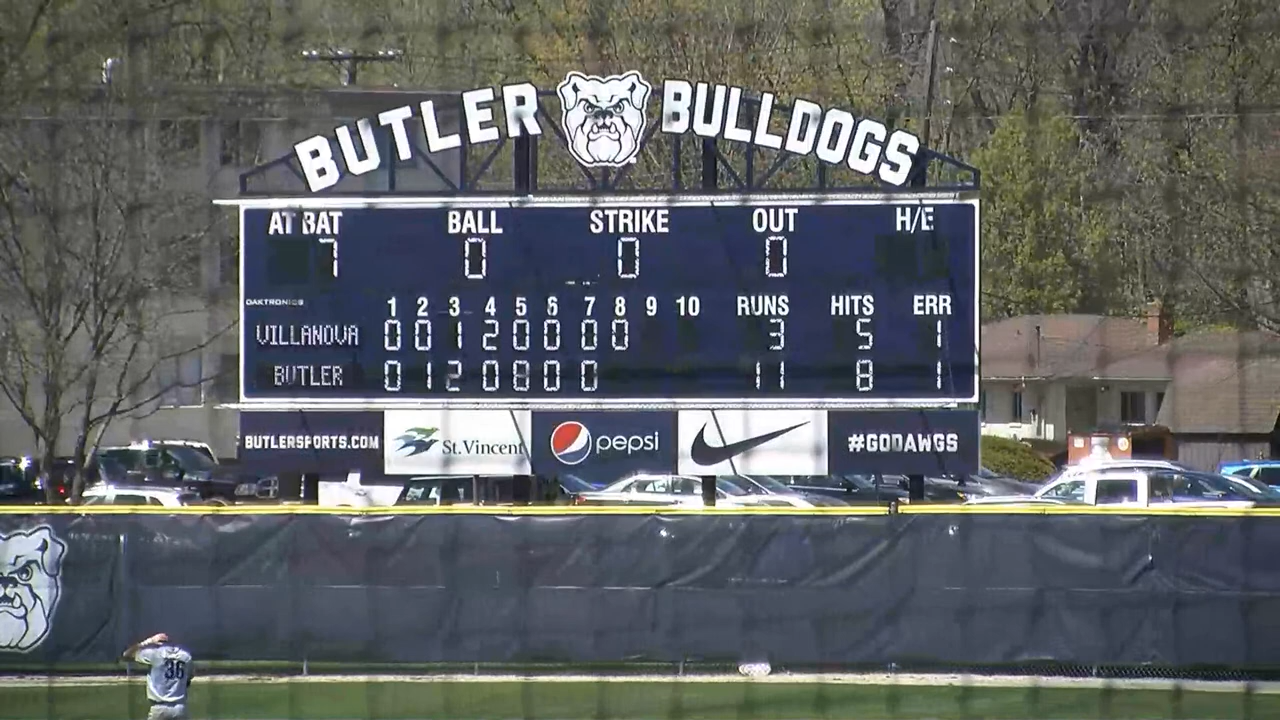 BUTLER BULLDOGS
AT BAT BALL STRIKE OUT H/E
7 0 0 0
DAKTRONICS 1 2 3 4 5 6 7 8 9 10 RUNS HITS ERR
VILLANOVA 0 0 1 2 0 0 0 0 3 5 1
BUTLER 0 1 2 0 8 0 0 11 8 1
BUTLERSPORTS.COM St.Vincent pepsi #GODAWGS
36